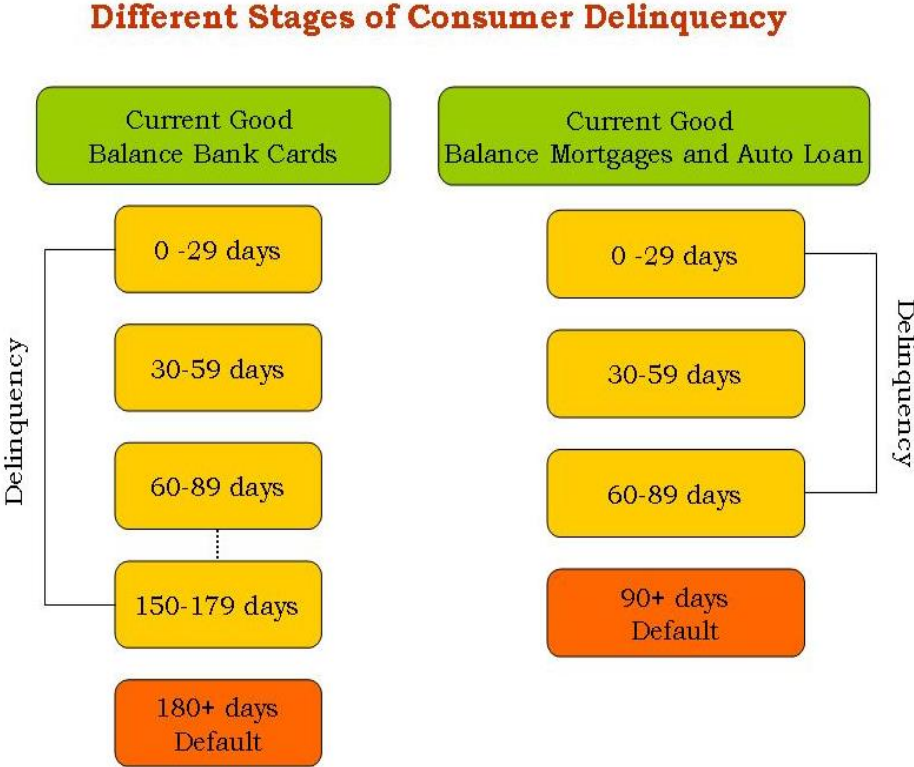 Different Stages of Consumer Delinquency
Current Good
Balance Bank Cards
0 -29 days
30-59 days
60-89 days
150-179 days
180+ days
Default
Delinquency
Current Good
Balance Mortgages and Auto Loan
0 -29 days
30-59 days
60-89 days
90+ days
Default
Delinquency